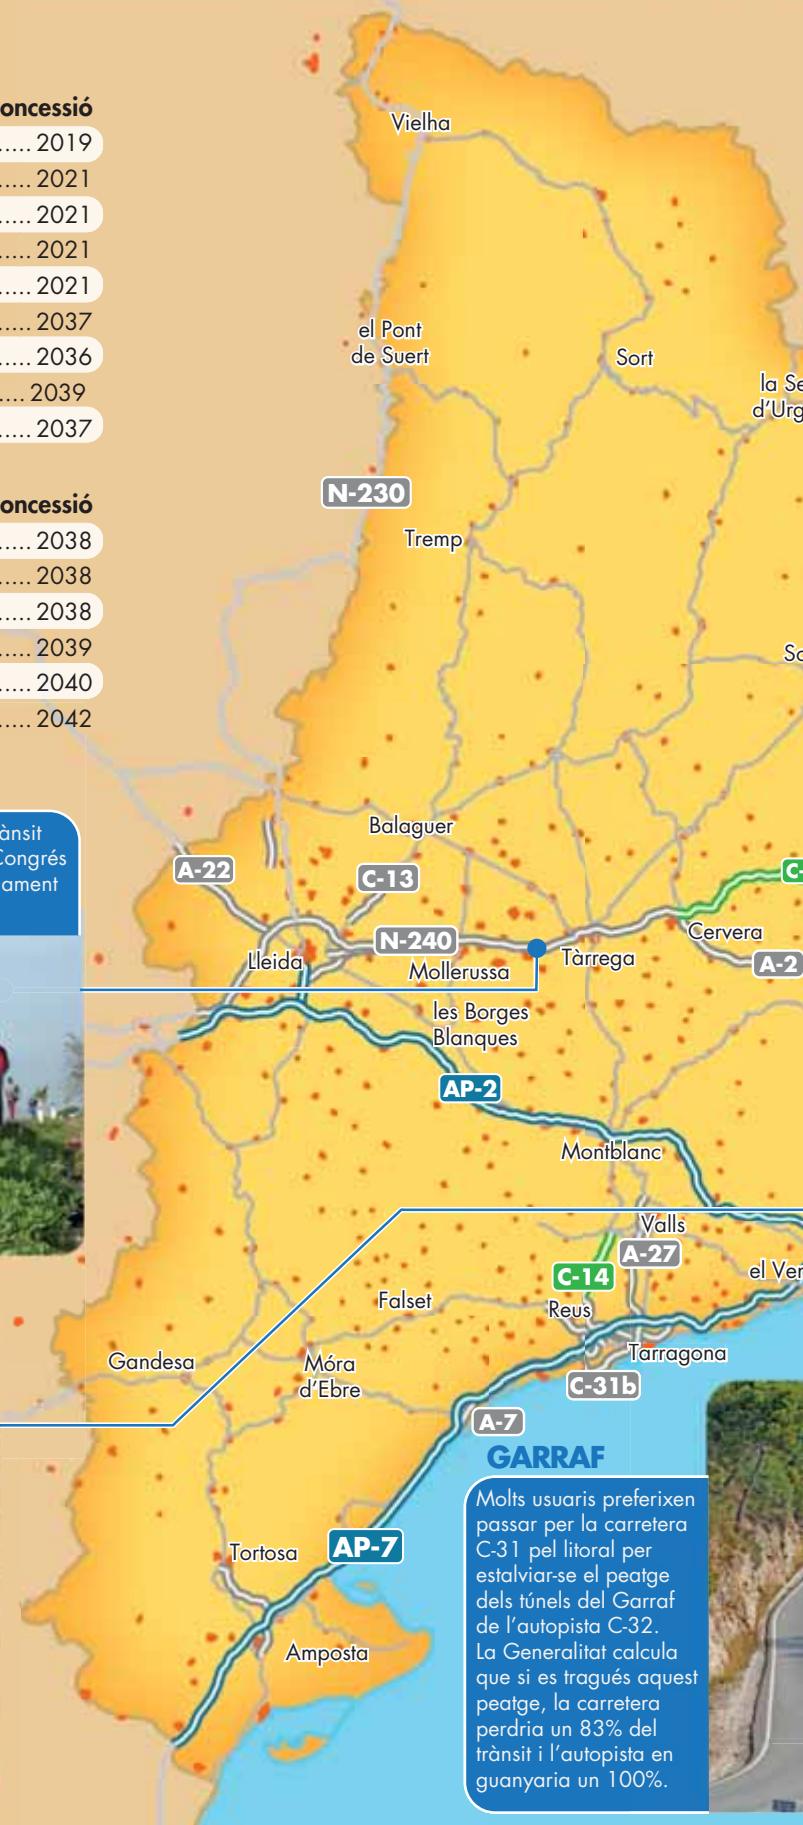 oncessió
..... 2019
..... 2021
..... 2021
..... 2021
..... 2021
..... 2037
..... 2036
.... 2039
..... 2037
oncessió
..... 2038
..... 2038
..... 2038
..... 2039
..... 2040
..... 2042
ànsit
Congrés
ament
Vielha
el Pont
de Suert
Sort
la Se
d'Urg
N-230
Tremp
So
Balaguer
A-22
C-13
C-
N-240
Cervera
Lleida
Mollerussa
Tàrrega
A-2
les Borges
Blanques
AP-2
Montblanc
Valls
A-27
C-14
el Ven
Falset
Reus
Gandesa
Móra
d'Ebre
Tarragona
C-31b
A-7
GARRAF
Molts usuaris preferixen
passar per la carretera
C-31 pel litoral per
estalviar-se el peatge
dels túnels del Garraf
de l'autopista C-32.
La Generalitat calcula
que si es tragués aquest
peatge, la carretera
perdria un 83% del
trànsit i l'autopista en
guanyaria un 100%.
Tortosa
AP-7
Amposta